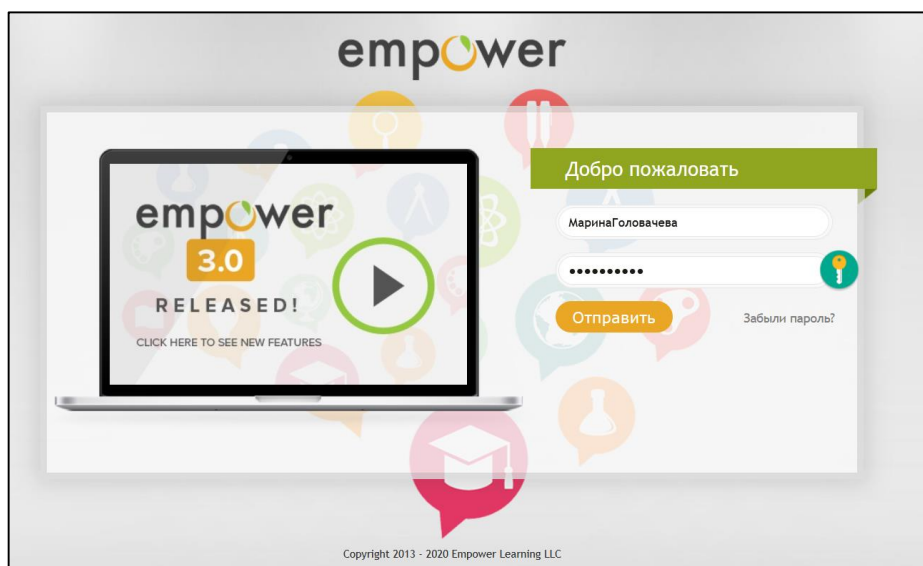 empower
empower
3.0
RELEASED!
CLICK HERE TO SEE NEW FEATURES
Добро пожаловать
МаринаГоловачева
••••••••••
Отправить
Забыли пароль?
Copyright 2013 - 2020 Empower Learning LLC